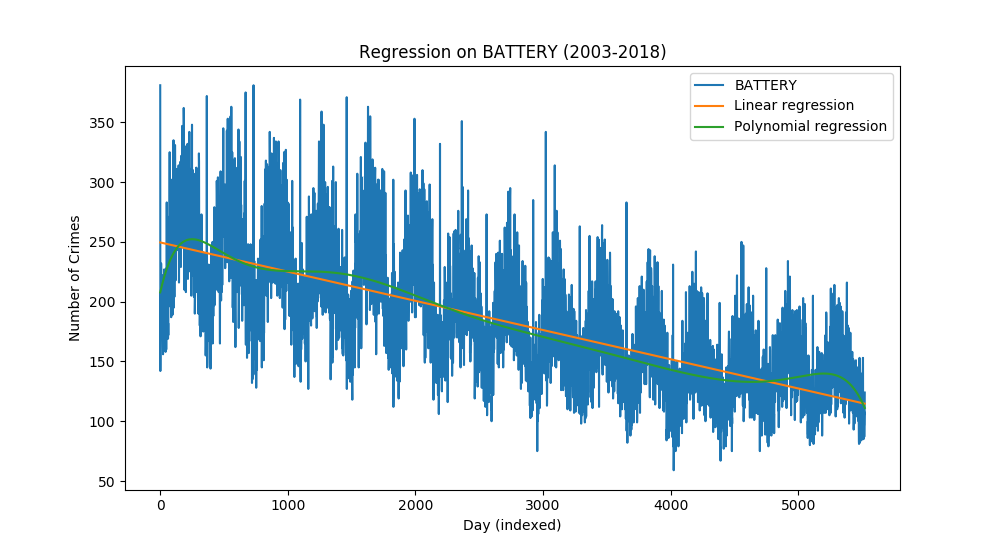 Regression on BATTERY (2003-2018)
BATTERY
Linear regression
Polynomial regression
Number of Crimes
350
300
250
200
150
100
50
0 1000 2000 3000 4000 5000
Day (indexed)